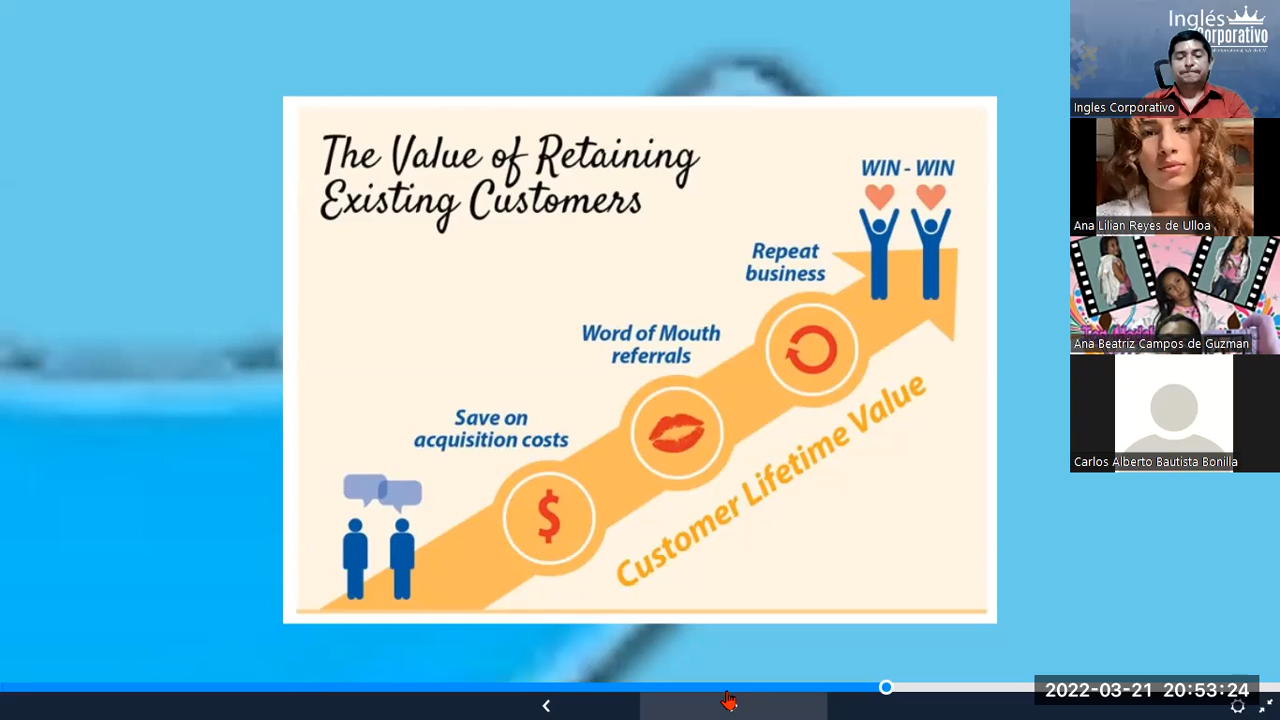 The Value of Retaining
Existing Customers
WIN - WIN
Repeat
business
Word of Mouth
referrals
Save on
acquisition costs
$
Customer Lifetime Value
Inglés
Corporativo
Ingles Corporativo
Ana Lilian Reyes de Ulloa
Ana Beatriz Campos de Guzman
Carlos Alberto Bautista Bonilla
2022-03-21 20:53:24